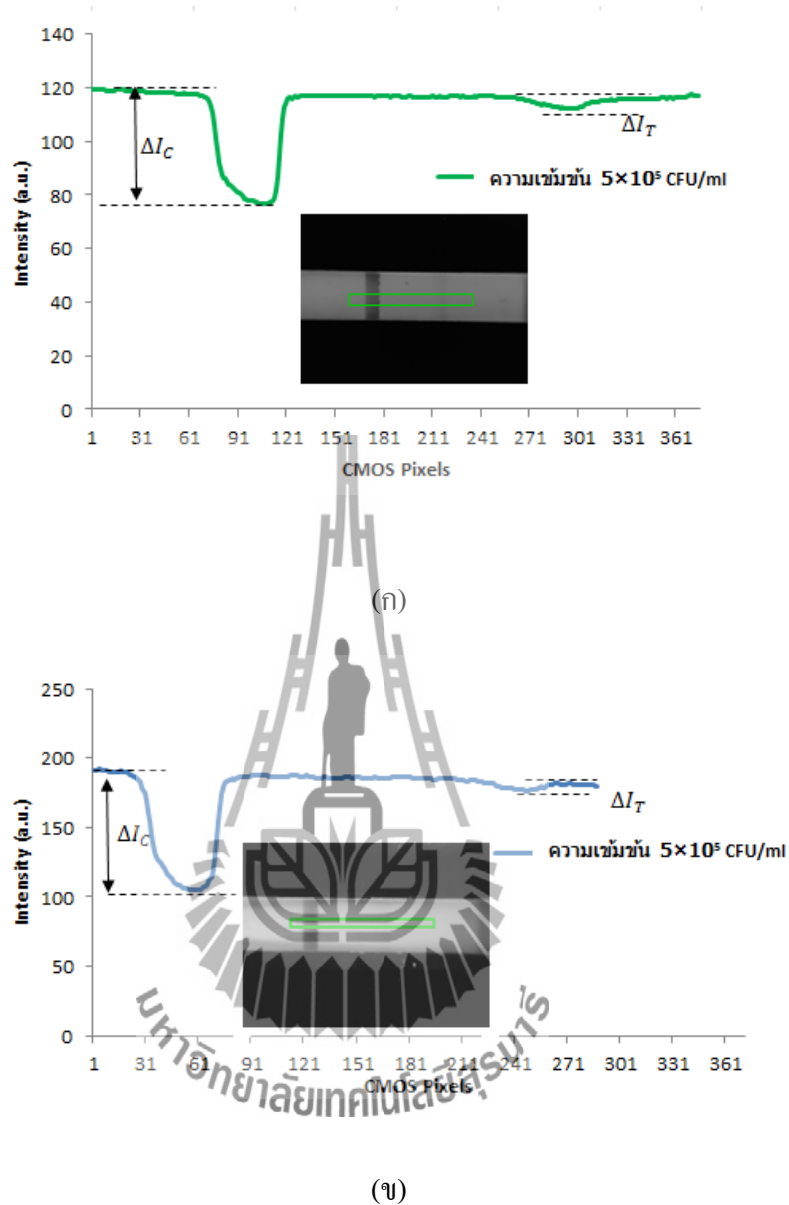 120
100
80
60
40
20
0
Intensity (a.u.)
ΔI_C
ΔI_T
ความเข้มข้น 5×10⁵ CFU/ml
1 31 61 91 121 151 181 211 241 271 301 331 361
CMOS Pixels
(ก)
250
200
150
100
50
0
Intensity (a.u.)
ΔI_C
ΔI_T
ความเข้มข้น 5×10⁵ CFU/ml
1 31 61 91 121 151 181 211 241 271 301 331 361
CMOS Pixels
มหาวิทยาลัยเทคโนโลยีสุรนารี
(ข)